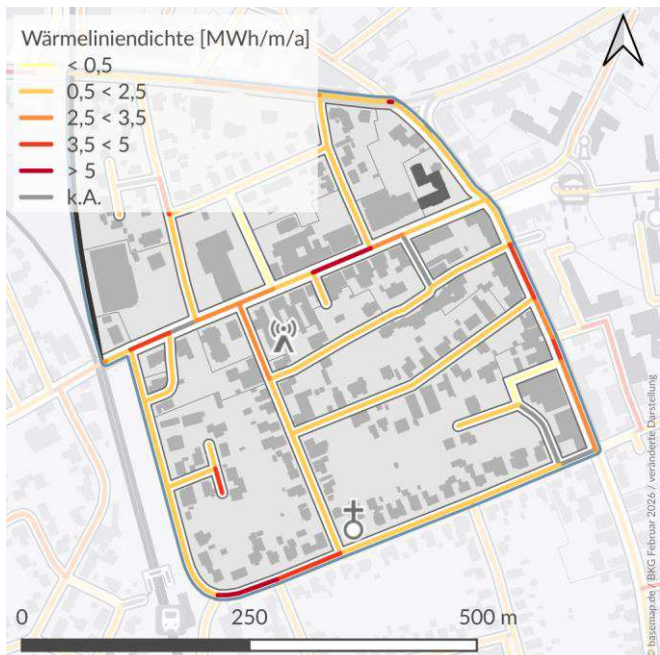 Wärmeliniendichte [MWh/m/a]
< 0,5
0,5 < 2,5
2,5 < 3,5
3,5 < 5
> 5
k.A.
0 250 500 m
© basemap.de / BKG Februar 2026 / veränderte Darstellung